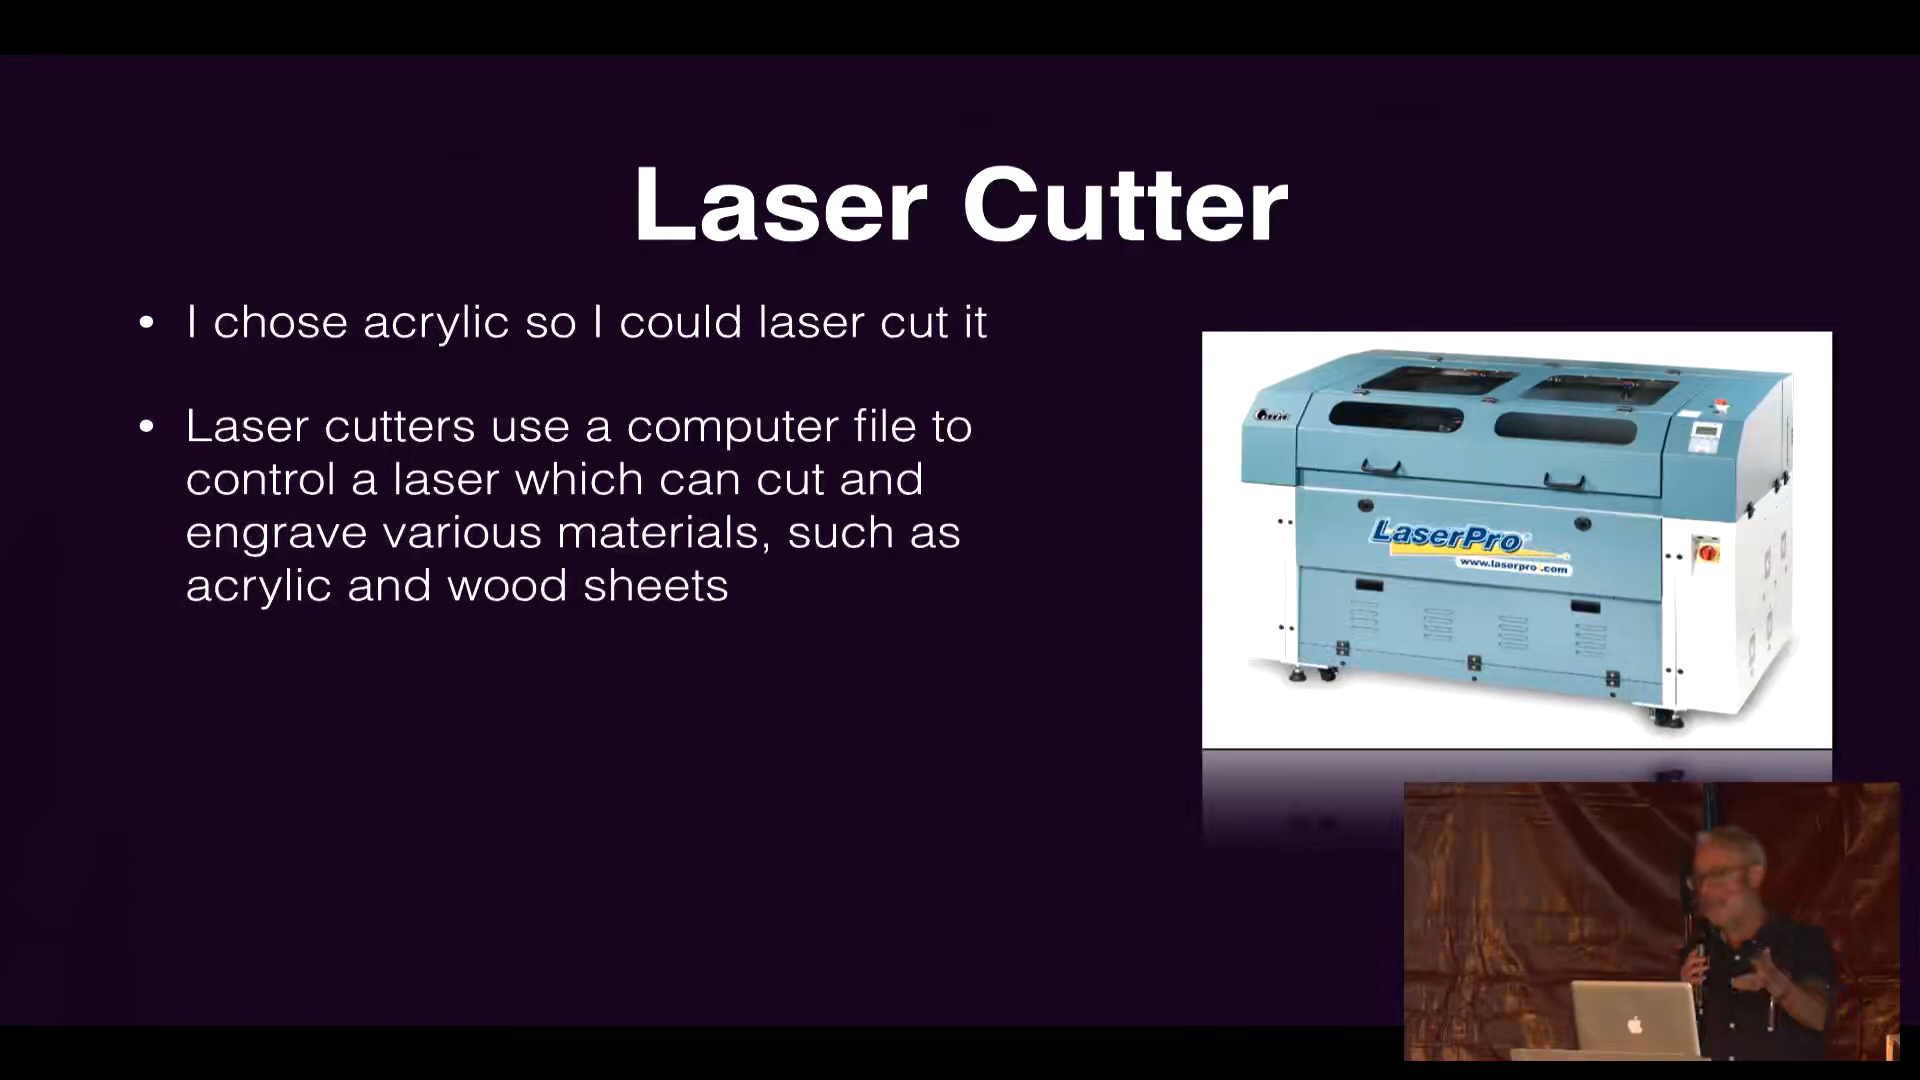 Laser Cutter
• I chose acrylic so I could laser cut it
• Laser cutters use a computer file to
control a laser which can cut and
engrave various materials, such as
acrylic and wood sheets
LaserPro
www.laserpro.com